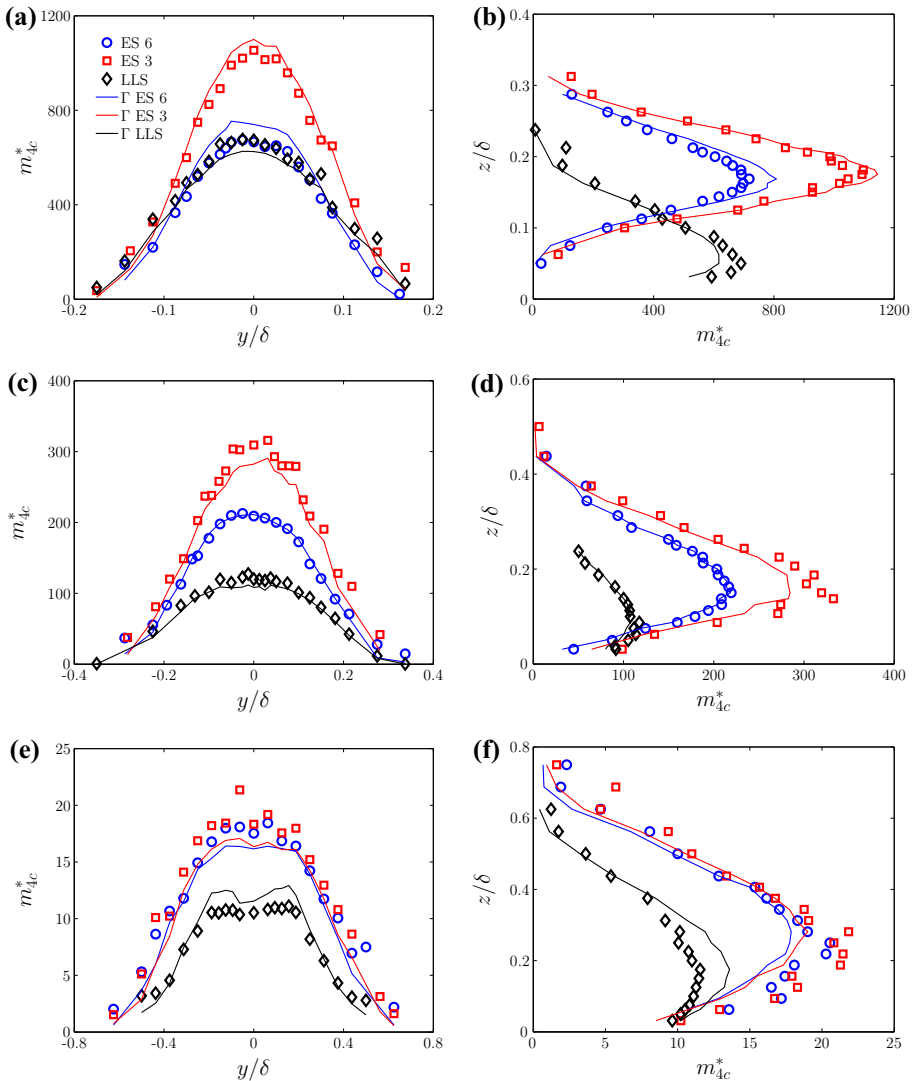 (a)
1200
900
600
300
0
m*4c
ES 6
ES 3
LLS
Γ ES 6
Γ ES 3
Γ LLS
-0.2 -0.1 0 0.1 0.2
y/δ
(b)
0.4
0.3
0.2
0.1
0
z/δ
0 400 800 1200
m*4c
(c)
400
300
200
100
0
m*4c
-0.4 -0.2 0 0.2 0.4
y/δ
(d)
0.6
0.4
0.2
0
z/δ
0 100 200 300 400
m*4c
(e)
25
20
15
10
5
0
m*4c
-0.8 -0.4 0 0.4 0.8
y/δ
(f)
0.8
0.6
0.4
0.2
0
z/δ
0 5 10 15 20 25
m*4c